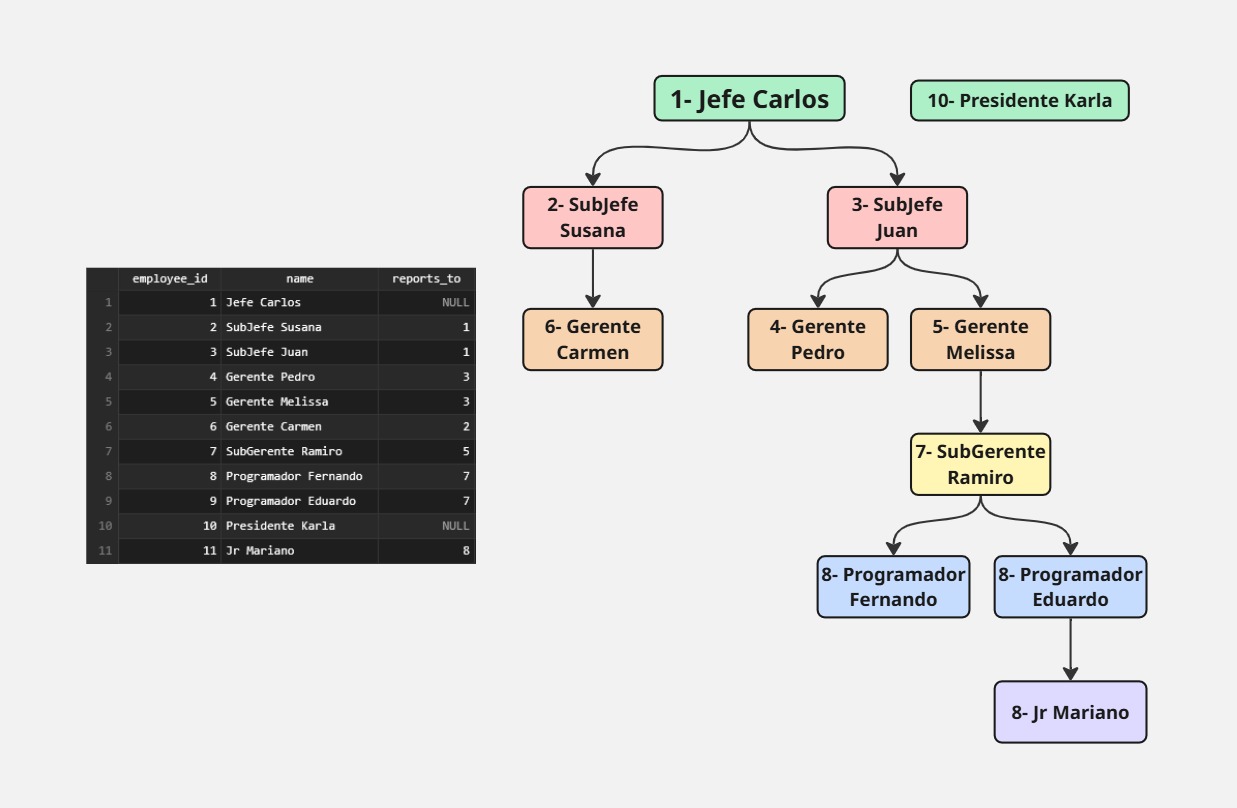 employee_id name reports_to
1 1 Jefe Carlos NULL
2 2 SubJefe Susana 1
3 3 SubJefe Juan 1
4 4 Gerente Pedro 3
5 5 Gerente Melissa 3
6 6 Gerente Carmen 2
7 7 SubGerente Ramiro 5
8 8 Programador Fernando 7
9 9 Programador Eduardo 7
10 10 Presidente Karla NULL
11 11 Jr Mariano 8
1- Jefe Carlos
10- Presidente Karla
2- SubJefe
Susana
3- SubJefe
Juan
6- Gerente
Carmen
4- Gerente
Pedro
5- Gerente
Melissa
7- SubGerente
Ramiro
8- Programador
Fernando
8- Programador
Eduardo
8- Jr Mariano